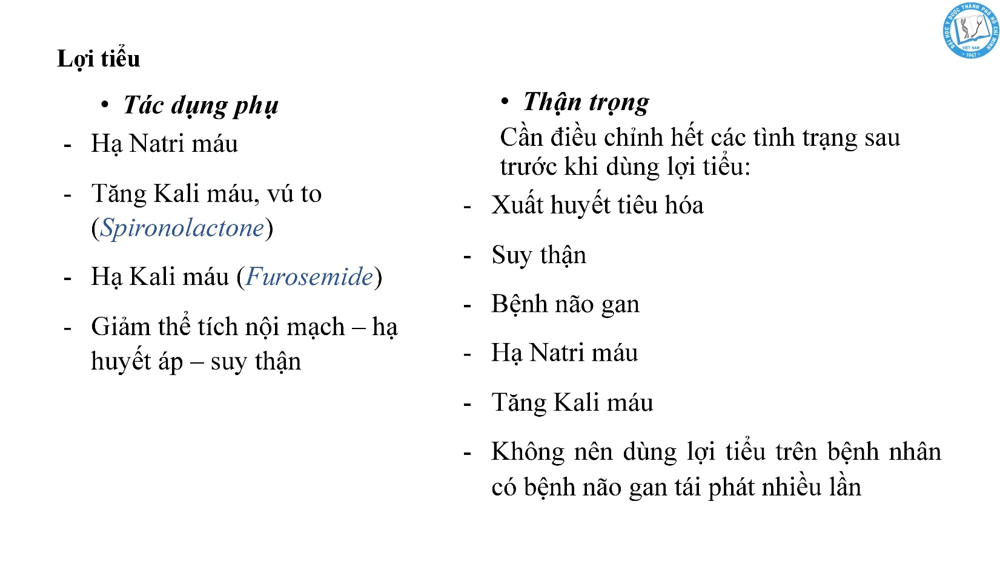 ĐẠI HỌC Y DƯỢC THÀNH PHỐ HỒ CHÍ MINH
VIỆT NAM
• 1947 •
Lợi tiểu
• Tác dụng phụ
- Hạ Natri máu
- Tăng Kali máu, vú to
(Spironolactone)
- Hạ Kali máu (Furosemide)
- Giảm thể tích nội mạch – hạ
huyết áp – suy thận
• Thận trọng
Cần điều chỉnh hết các tình trạng sau
trước khi dùng lợi tiểu:
- Xuất huyết tiêu hóa
- Suy thận
- Bệnh não gan
- Hạ Natri máu
- Tăng Kali máu
- Không nên dùng lợi tiểu trên bệnh nhân
có bệnh não gan tái phát nhiều lần